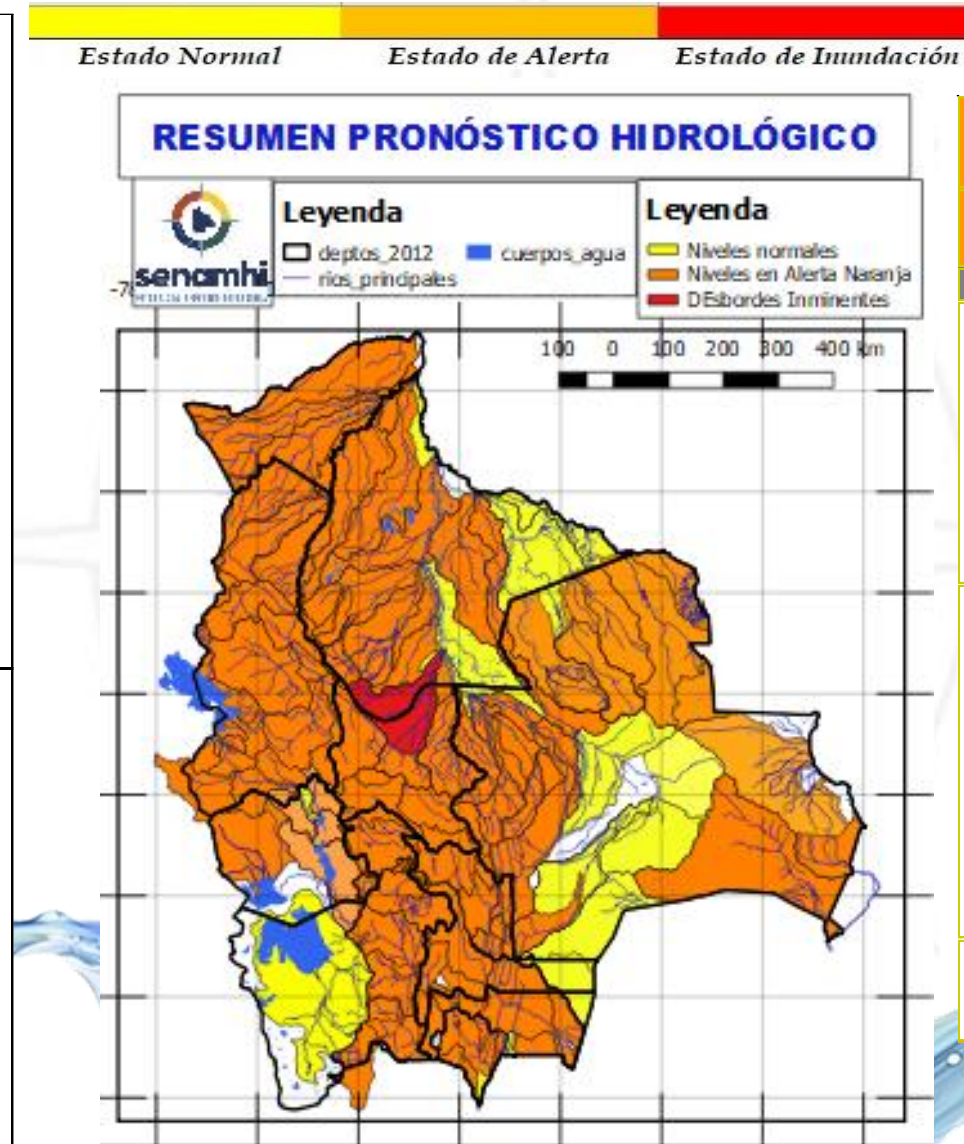 Estado Normal Estado de Alerta Estado de Inundación
RESUMEN PRONÓSTICO HIDROLÓGICO
senamhi
Leyenda
deptos_2012 cuerpos_agua
rios_principales
Leyenda
Niveles normales
Niveles en Alerta Naranja
DEsbordes Inminentes
100 0 100 200 300 400 km